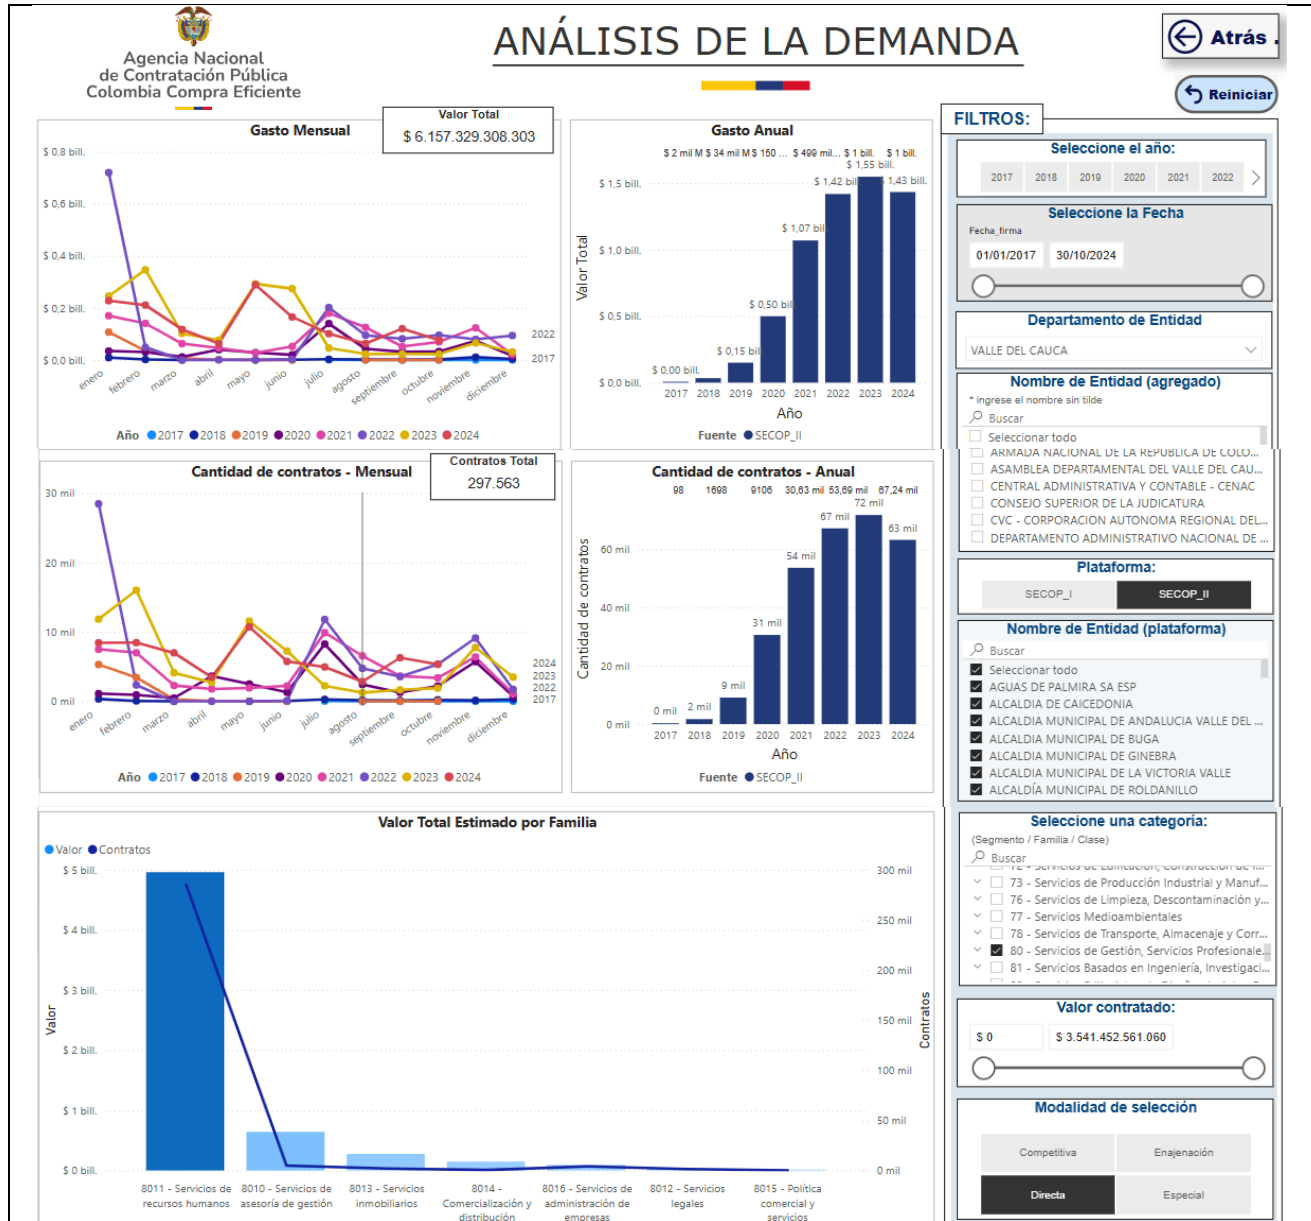 Agencia Nacional
de Contratación Pública
Colombia Compra Eficiente
ANÁLISIS DE LA DEMANDA
Atrás .
Reiniciar
Gasto Mensual
Valor Total
$ 6.157.329.308.303
$ 0,8 bill.
$ 0,6 bill.
$ 0,4 bill.
$ 0,2 bill.
$ 0,0 bill.
2022
2017
enero febrero marzo abril mayo junio julio agosto septiembre octubre noviembre diciembre
Año 2017 2018 2019 2020 2021 2022 2023 2024
Gasto Anual
$ 2 mil M $ 34 mil M $ 150 ... $ 499 mil... $ 1 bill. $ 1 bill.
Valor Total
$ 1,5 bill.
$ 1,0 bill.
$ 0,5 bill.
$ 0,0 bill.
$ 0,00 bill.
$ 0,15 bill
$ 0,50 bil
$ 1,07 bil
$ 1,42 bill
$ 1,55 bill.
$ 1,43 bill.
2017 2018 2019 2020 2021 2022 2023 2024
Año
Fuente SECOP_II
Cantidad de contratos - Mensual
Contratos Total
297.563
30 mil
20 mil
10 mil
0 mil
2024
2023
2022
2017
enero febrero marzo abril mayo junio julio agosto septiembre octubre noviembre diciembre
Año 2017 2018 2019 2020 2021 2022 2023 2024
Cantidad de contratos - Anual
98 1698 9106 30,63 mil 53,69 mil 67,24 mil
Cantidad de contratos
60 mil
40 mil
20 mil
0 mil
0 mil
2 mil
9 mil
31 mil
54 mil
67 mil
72 mil
63 mil
2017 2018 2019 2020 2021 2022 2023 2024
Año
Fuente SECOP_II
Valor Total Estimado por Familia
Valor Contratos
Valor
$ 5 bill.
$ 4 bill.
$ 3 bill.
$ 2 bill.
$ 1 bill.
$ 0 bill.
300 mil
250 mil
200 mil
150 mil
100 mil
50 mil
0 mil
Contratos
8011 - Servicios de
recursos humanos
8010 - Servicios de
asesoría de gestión
8013 - Servicios
inmobiliarios
8014 -
Comercialización y
distribución
8016 - Servicios de
administración de
empresas
8012 - Servicios
legales
8015 - Política
comercial y
servicios
FILTROS:
Seleccione el año:
2017 2018 2019 2020 2021 2022
Seleccione la Fecha
Fecha_firma
01/01/2017 30/10/2024
Departamento de Entidad
VALLE DEL CAUCA
Nombre de Entidad (agregado)
* ingrese el nombre sin tilde
Buscar
Seleccionar todo
ARMADA NACIONAL DE LA REPUBLICA DE COLO...
ASAMBLEA DEPARTAMENTAL DEL VALLE DEL CAU...
CENTRAL ADMINISTRATIVA Y CONTABLE - CENAC
CONSEJO SUPERIOR DE LA JUDICATURA
CVC - CORPORACION AUTONOMA REGIONAL DEL...
DEPARTAMENTO ADMINISTRATIVO NACIONAL DE ...
Plataforma:
SECOP_I SECOP_II
Nombre de Entidad (plataforma)
Buscar
Seleccionar todo
AGUAS DE PALMIRA SA ESP
ALCALDIA DE CAICEDONIA
ALCALDIA MUNICIPAL DE ANDALUCIA VALLE DEL ...
ALCALDIA MUNICIPAL DE BUGA
ALCALDIA MUNICIPAL DE GINEBRA
ALCALDIA MUNICIPAL DE LA VICTORIA VALLE
ALCALDÍA MUNICIPAL DE ROLDANILLO
Seleccione una categoría:
(Segmento / Familia / Clase)
Buscar
73 - Servicios de Producción Industrial y Manuf...
76 - Servicios de Limpieza, Descontaminación y...
77 - Servicios Medioambientales
78 - Servicios de Transporte, Almacenaje y Corr...
80 - Servicios de Gestión, Servicios Profesionale...
81 - Servicios Basados en Ingeniería, Investigaci...
Valor contratado:
$ 0 $ 3.541.452.561.060
Modalidad de selección
Competitiva Enajenación
Directa Especial